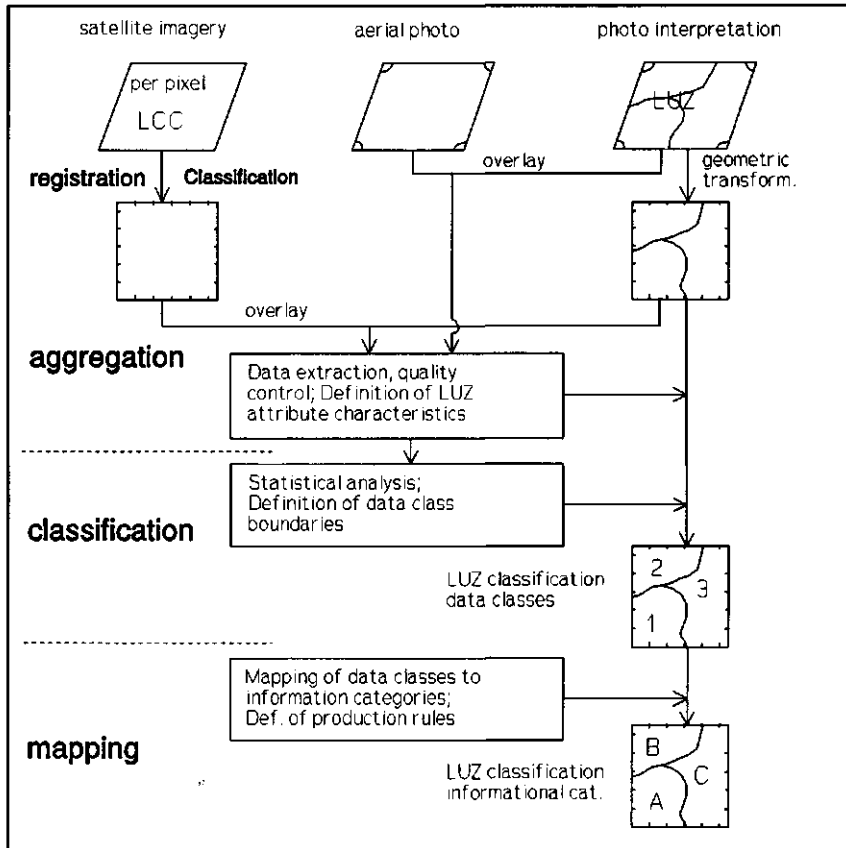 satellite imagery
aerial photo
photo interpretation
per pixel
LCC
LUZ
overlay
geometric
transform.
registration
Classification
overlay
aggregation
Data extraction, quality
control; Definition of LUZ
attribute characteristics
Statistical analysis;
Definition of data class
boundaries
classification
LUZ classification
data classes
2
3
1
Mapping of data classes to
information categories;
Def. of production rules
mapping
LUZ classification
informational cat.
B
C
A